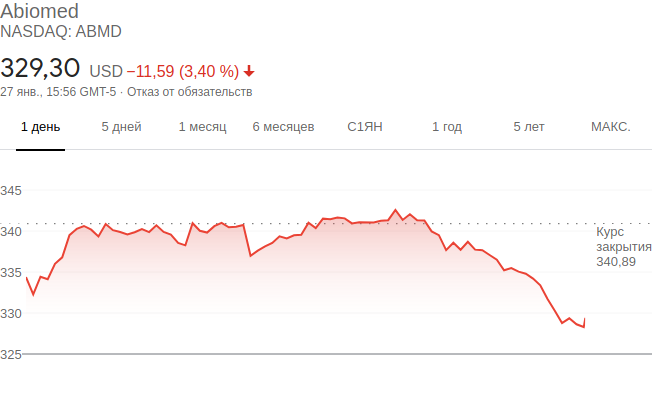 Abiomed
NASDAQ: ABMD
329,30 USD −11,59 (3,40 %)
27 янв., 15:56 GMT-5 · Отказ от обязательств
1 день 5 дней 1 месяц 6 месяцев С1ЯН 1 год 5 лет МАКС.
345
340
335
330
325
Курс
закрытия
340,89